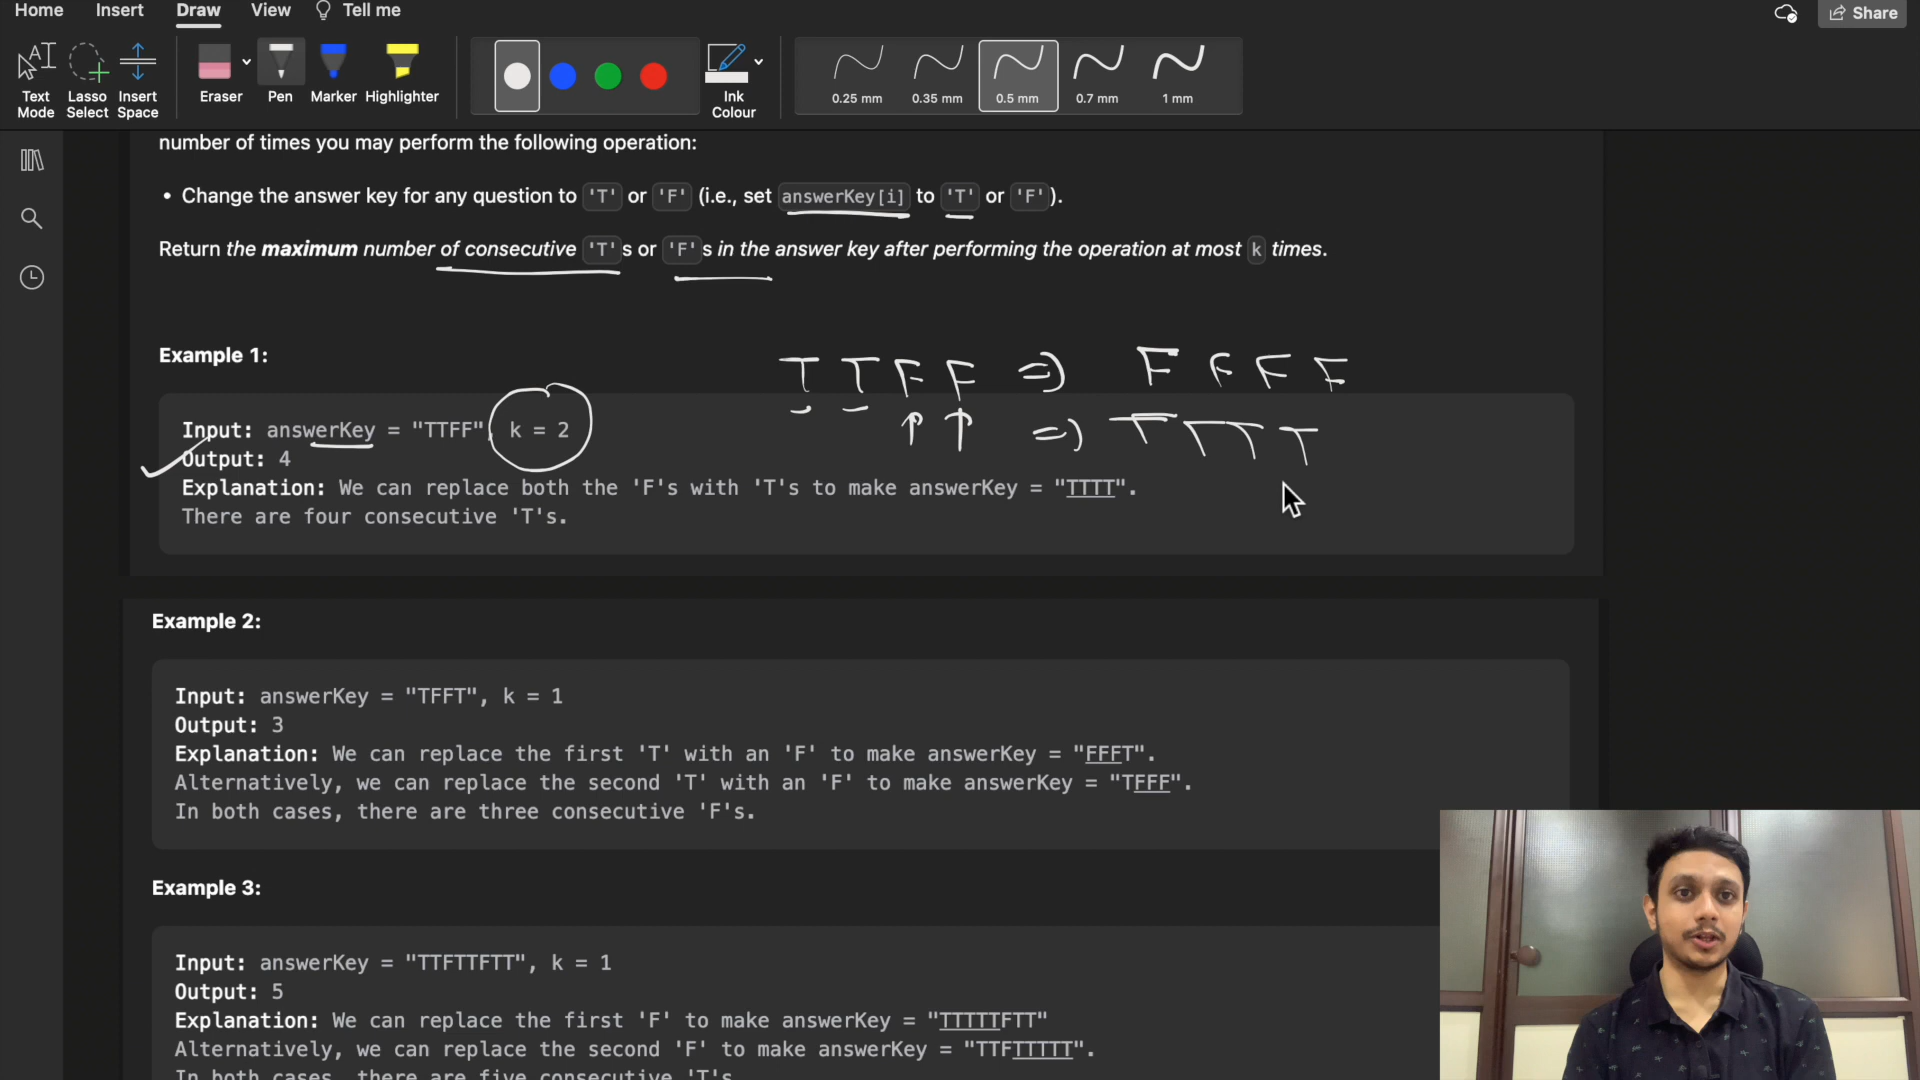 Home Insert Draw View Tell me Share
Text Mode Lasso Select Insert Space Eraser Pen Marker Highlighter Ink Colour 0.25 mm 0.35 mm 0.5 mm 0.7 mm 1 mm
number of times you may perform the following operation:
• Change the answer key for any question to 'T' or 'F' (i.e., set answerKey[i] to 'T' or 'F').
Return the maximum number of consecutive 'T's or 'F's in the answer key after performing the operation at most k times.
Example 1:
T T F F => F F F F
Input: answerKey = "TTFF", k = 2
=> T T T T
Output: 4
Explanation: We can replace both the 'F's with 'T's to make answerKey = "TTTT".
There are four consecutive 'T's.
Example 2:
Input: answerKey = "TFFT", k = 1
Output: 3
Explanation: We can replace the first 'T' with an 'F' to make answerKey = "FFFT".
Alternatively, we can replace the second 'T' with an 'F' to make answerKey = "TFFF".
In both cases, there are three consecutive 'F's.
Example 3:
Input: answerKey = "TTFTTFTT", k = 1
Output: 5
Explanation: We can replace the first 'F' to make answerKey = "TTTTTFTT"
Alternatively, we can replace the second 'F' to make answerKey = "TTFTTTTT".
In both cases, there are five consecutive 'T's